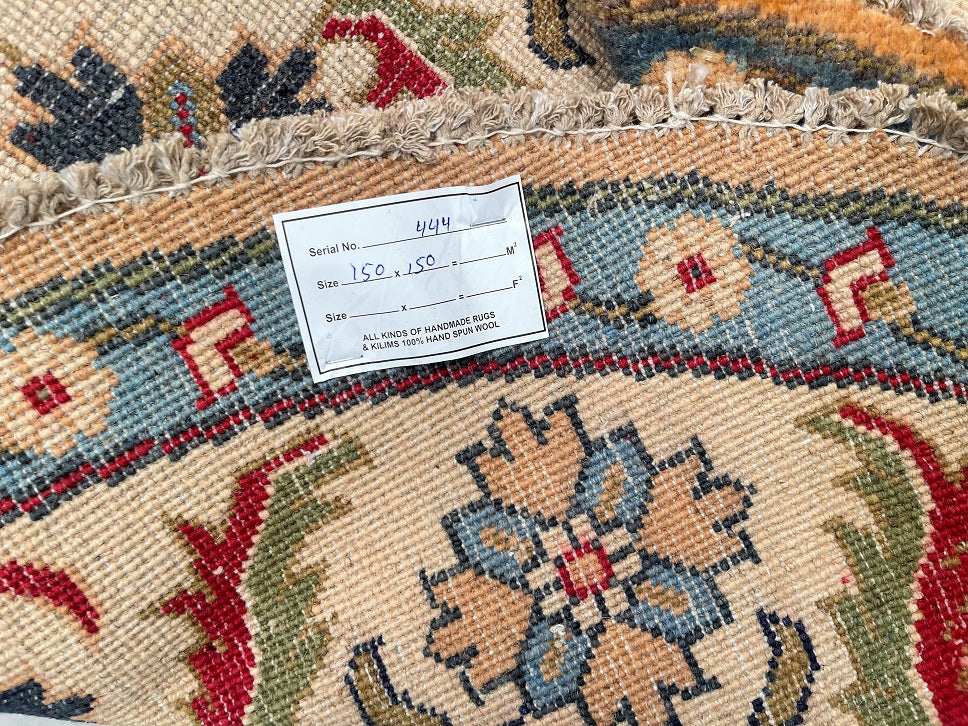 Serial No. 444
Size 150 x 150 = M²
Size x = F²
ALL KINDS OF HANDMADE RUGS
& KILIMS 100% HAND SPUN WOOL